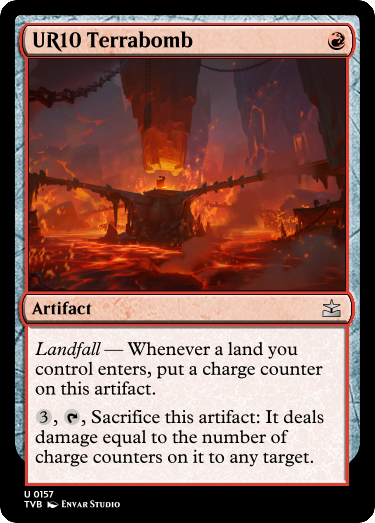 UR10 Terrabomb
Artifact
Landfall — Whenever a land you
control enters, put a charge counter
on this artifact.
3, T, Sacrifice this artifact: It deals
damage equal to the number of
charge counters on it to any target.
U 0157
TVB Envar Studio